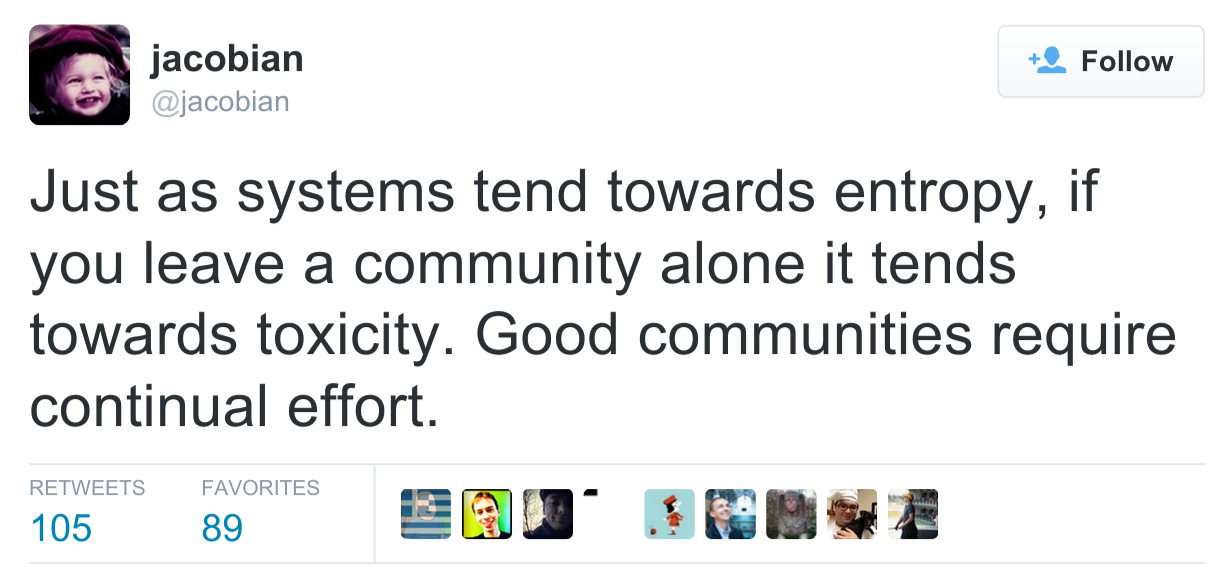 jacobian
@jacobian
Follow
Just as systems tend towards entropy, if
you leave a community alone it tends
towards toxicity. Good communities require
continual effort.
RETWEETS FAVORITES
105 89